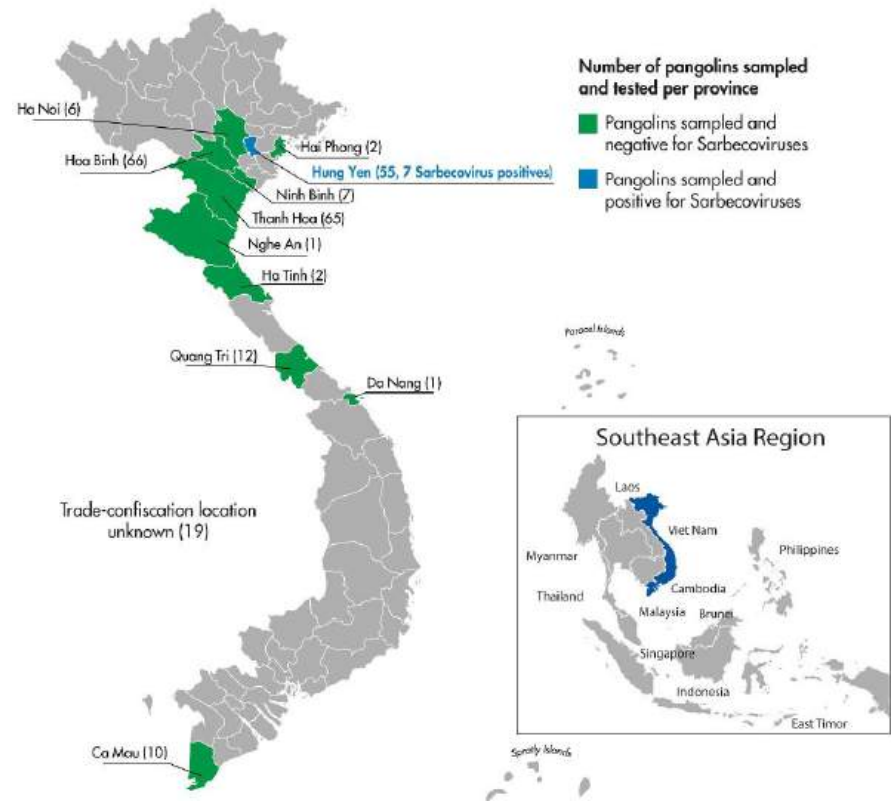 Number of pangolins sampled
and tested per province
Pangolins sampled and
negative for Sarbecoviruses
Pangolins sampled and
positive for Sarbecoviruses
Ha Noi (6)
Hoa Binh (66)
Hai Phong (2)
Hung Yen (55, 7 Sarbecovirus positives)
Ninh Binh (7)
Thanh Hoa (65)
Nghe An (1)
Ha Tinh (2)
Quang Tri (12)
Da Nang (1)
Paracel Islands
Trade-confiscation location
unknown (19)
Ca Mau (10)
Spratly Islands
Southeast Asia Region
Laos
Viet Nam
Myanmar
Philippines
Thailand
Cambodia
Malaysia
Brunei
Singapore
Indonesia
East Timor